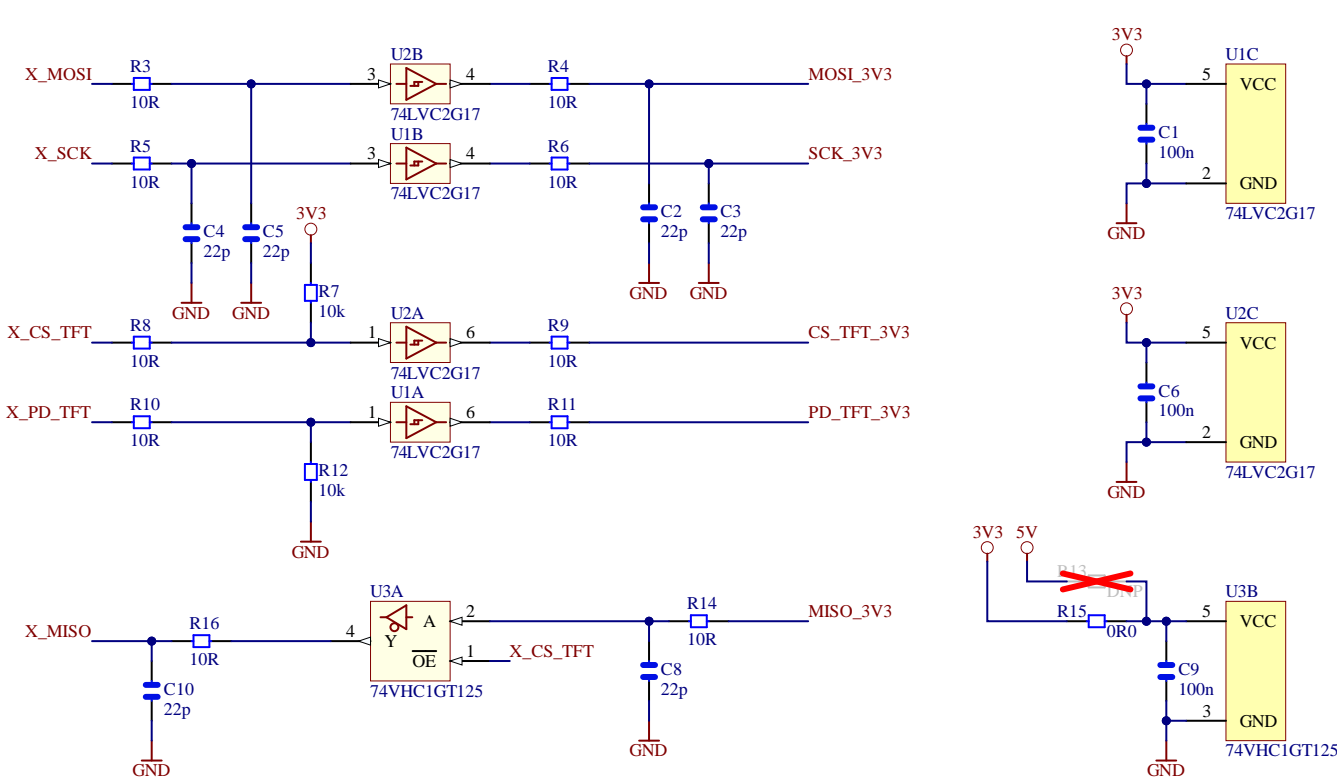 U2B
X_MOSI R3 3 4 R4 MOSI_3V3
10R 10R
74LVC2G17
U1B
X_SCK R5 3 4 R6 SCK_3V3
10R 10R
74LVC2G17
C4 C5 C2 C3
22p 22p 22p 22p
GND GND GND GND
3V3
R7
10k
U2A
X_CS_TFT R8 1 6 R9 CS_TFT_3V3
10R 10R
74LVC2G17
U1A
X_PD_TFT R10 1 6 R11 PD_TFT_3V3
10R 10R
74LVC2G17
R12
10k
GND
U3A
X_MISO R16 4 Y A 2 R14 MISO_3V3
10R OE 1 X_CS_TFT 10R
74VHC1GT125
C10 C8
22p 22p
GND GND
3V3 U1C
5 VCC
C1
100n
2 GND
74LVC2G17
GND
3V3 U2C
5 VCC
C6
100n
2 GND
74LVC2G17
GND
3V3 5V
R13
DNP
U3B
R15 5 VCC
0R0
C9
100n
3 GND
74VHC1GT125
GND